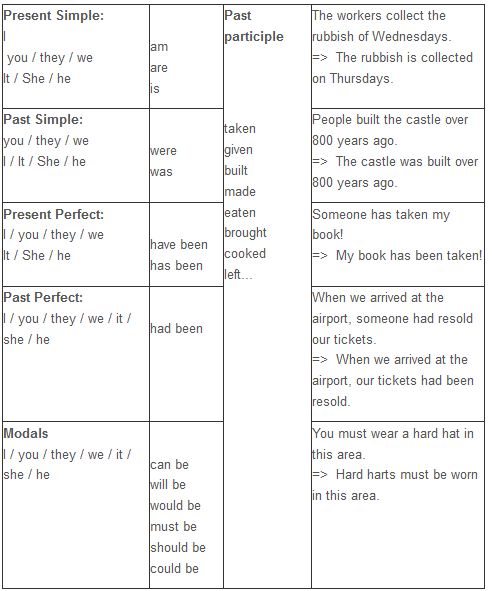 Present Simple:
I
you / they / we
It / She / he
am
are
is
Past
participle
taken
given
built
made
eaten
brought
cooked
left...
The workers collect the
rubbish of Wednesdays.
=> The rubbish is collected
on Thursdays.
Past Simple:
you / they / we
I / It / She / he
were
was
People built the castle over
800 years ago.
=> The castle was built over
800 years ago.
Present Perfect:
I / you / they / we
It / She / he
have been
has been
Someone has taken my
book!
=> My book has been taken!
Past Perfect:
I / you / they / we / it /
she / he
had been
When we arrived at the
airport, someone had resold
our tickets.
=> When we arrived at the
airport, our tickets had been
resold.
Modals
I / you / they / we / it /
she / he
can be
will be
would be
must be
should be
could be
You must wear a hard hat in
this area.
=> Hard harts must be worn
in this area.